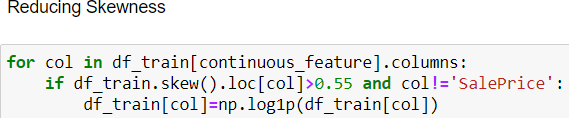 Reducing Skewness
for col in df_train[continuous_feature].columns:
    if df_train.skew().loc[col]>0.55 and col!='SalePrice':
        df_train[col]=np.log1p(df_train[col])